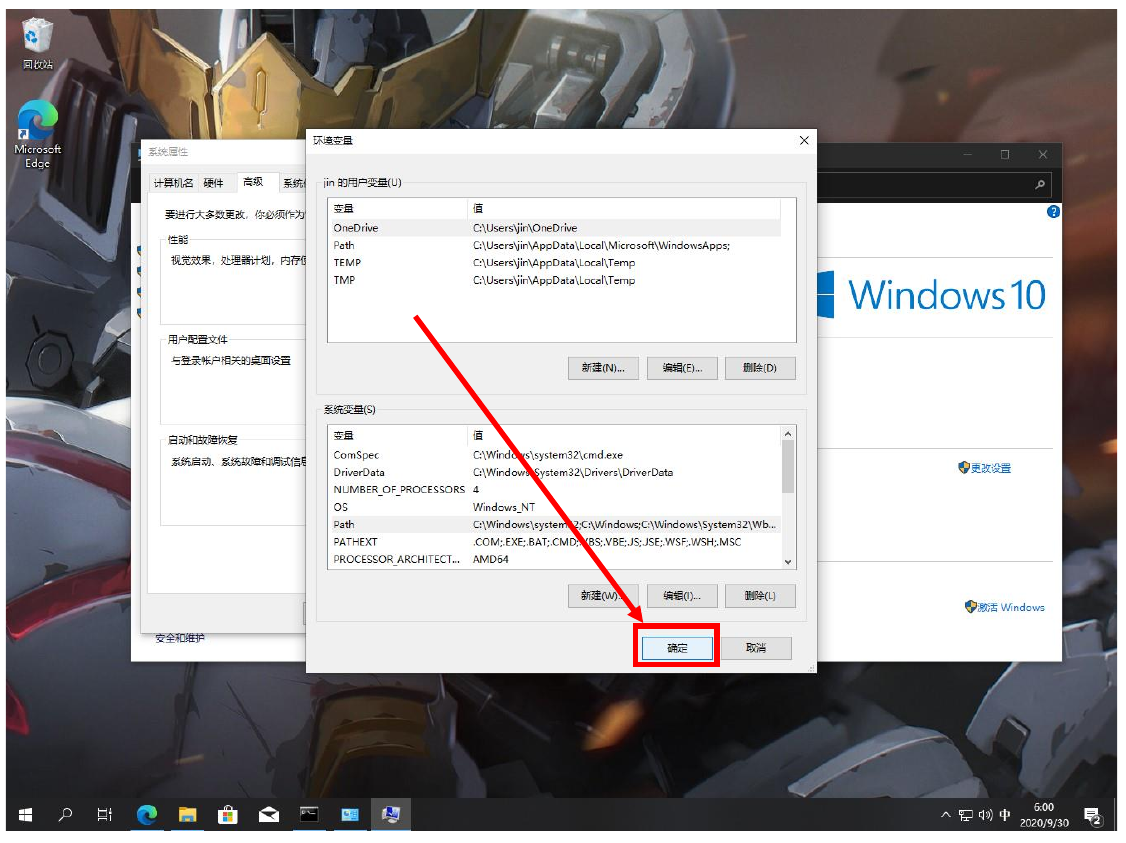 回收站
Microsoft
Edge
系统属性
计算机名 硬件 高级
要进行大多数更改，你必须作为
性能
视觉效果，处理器计划，内存
用户配置文件
与登录帐户相关的桌面设置
启动和故障恢复
系统启动、系统故障和调试信息
安全和维护
环境变量
jin 的用户变量(U)
变量 值
OneDrive C:\Users\jin\OneDrive
Path C:\Users\jin\AppData\Local\Microsoft\WindowsApps;
TEMP C:\Users\jin\AppData\Local\Temp
TMP C:\Users\jin\AppData\Local\Temp
新建(N)... 编辑(E)... 删除(D)
系统变量(S)
变量 值
ComSpec C:\Windows\system32\cmd.exe
DriverData C:\Windows\System32\Drivers\DriverData
NUMBER_OF_PROCESSORS 4
OS Windows_NT
Path C:\Windows\system32;C:\Windows;C:\Windows\System32\Wb...
PATHEXT .COM;.EXE;.BAT;.CMD;.VBS;.VBE;.JS;.JSE;.WSF;.WSH;.MSC
PROCESSOR_ARCHITECT... AMD64
新建(W)... 编辑(I)... 删除(L)
确定 取消
Windows 10
更改设置
激活 Windows
中
6:00
2020/9/30
2